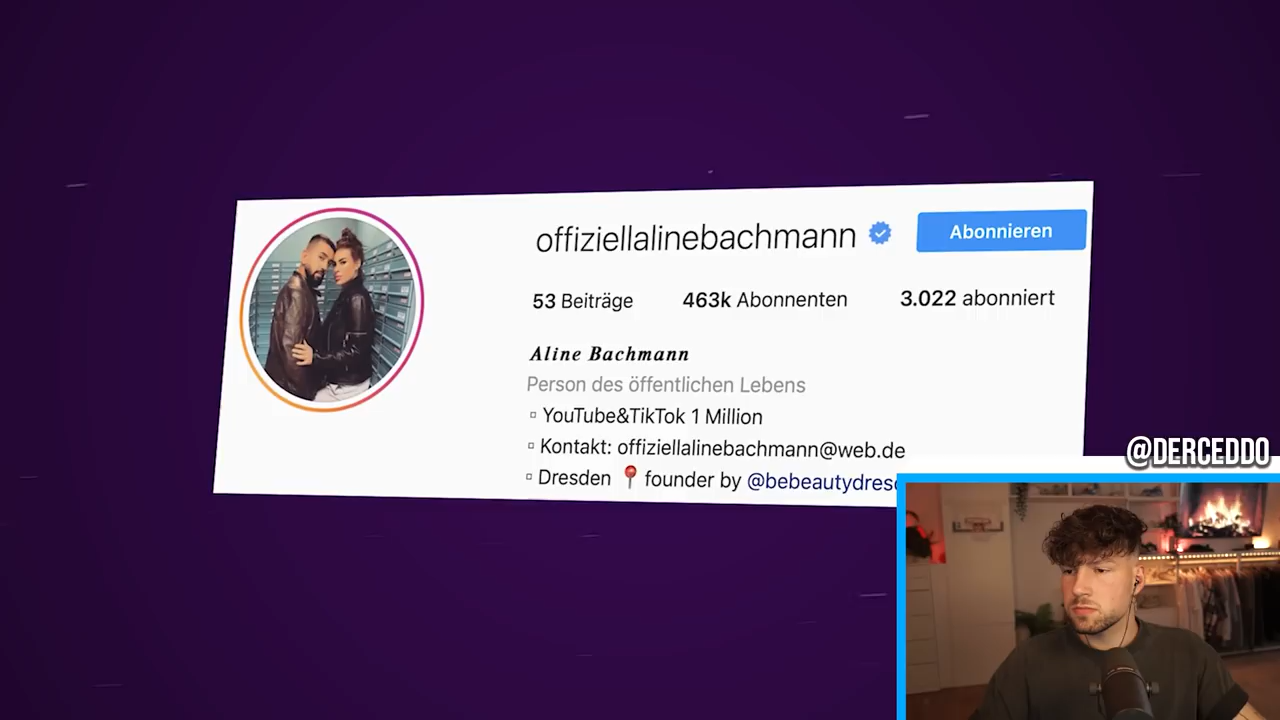 offiziellalinebachmann
Abonnieren
53 Beiträge 463k Abonnenten 3.022 abonniert
Aline Bachmann
Person des öffentlichen Lebens
▫ YouTube&TikTok 1 Million
▫ Kontakt: offiziellalinebachmann@web.de
▫ Dresden 📍 founder by @bebeautydres
@DERCEDDO